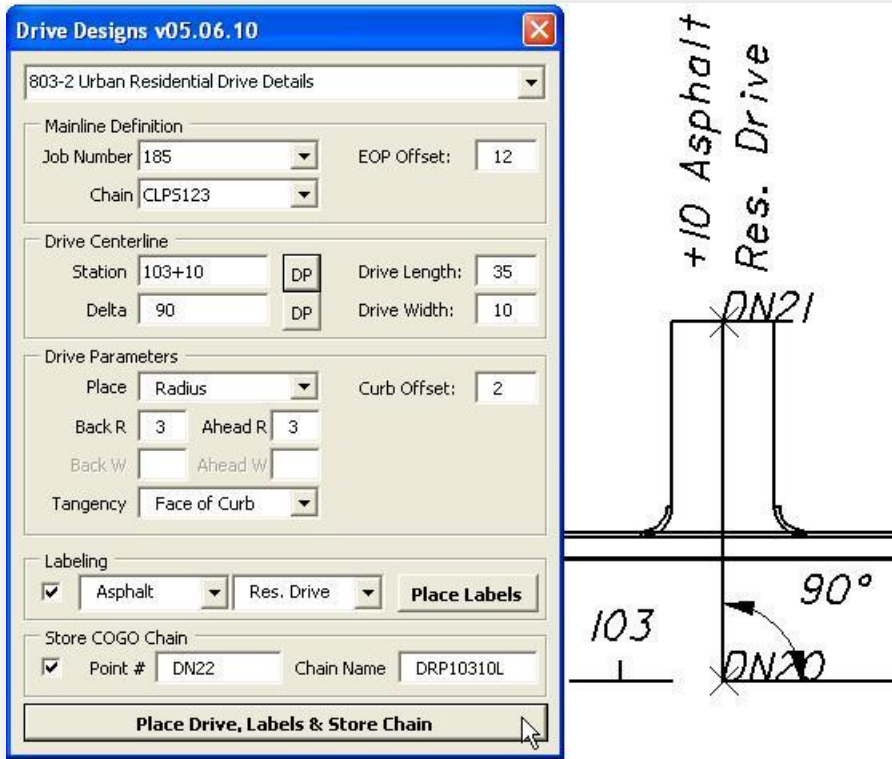 Drive Designs v05.06.10
803-2 Urban Residential Drive Details
Mainline Definition
Job Number 185 EOP Offset: 12
Chain CLPS123
Drive Centerline
Station 103+10 DP Drive Length: 35
Delta 90 DP Drive Width: 10
Drive Parameters
Place Radius Curb Offset: 2
Back R 3 Ahead R 3
Back W Ahead W
Tangency Face of Curb
Labeling
Asphalt Res. Drive Place Labels
Store COGO Chain
Point # DN22 Chain Name DRP10310L
Place Drive, Labels & Store Chain
+10 Asphalt
Res. Drive
DN21
90°
103
DN20